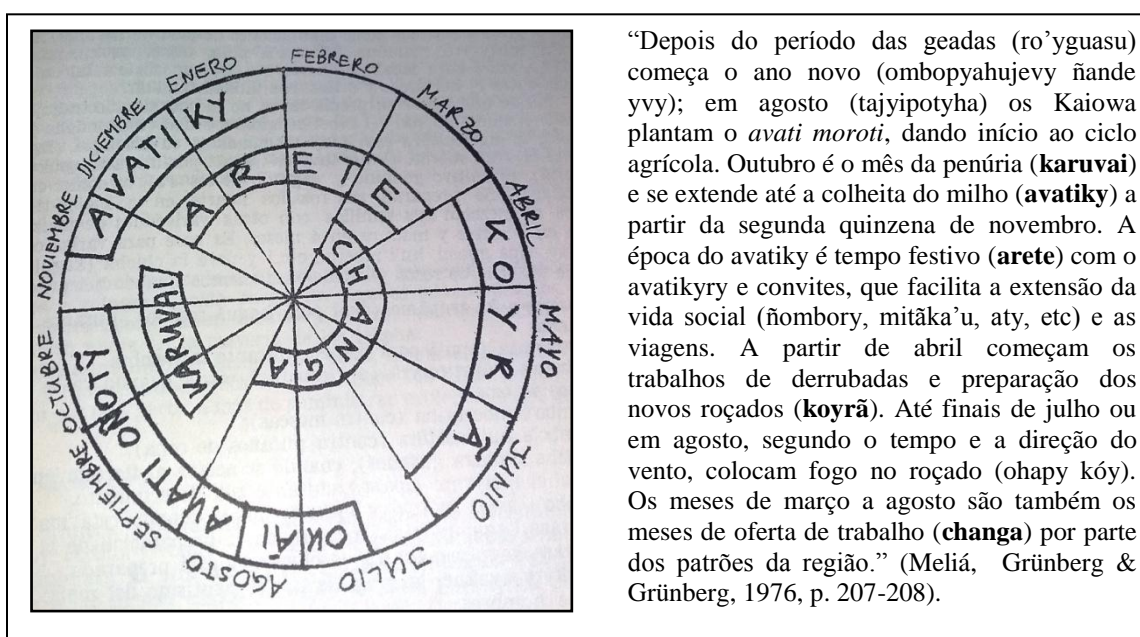 ENERO
FEBRERO
MARZO
ABRIL
MAYO
JUNIO
JULIO
AGOSTO
SEPTIEMBRE
OCTUBRE
NOVIEMBRE
DICIEMBRE
AVATIKY
ARETE
KOYRÃ
CHANGA
KARUVAI
OKÁI
AVATI OÑOTỸ
“Depois do período das geadas (ro’yguasu)
começa o ano novo (ombopyahujevy ñande
yvy); em agosto (tajyipotyha) os Kaiowa
plantam o avati moroti, dando início ao ciclo
agrícola. Outubro é o mês da penúria (karuvai)
e se extende até a colheita do milho (avatiky) a
partir da segunda quinzena de novembro. A
época do avatiky é tempo festivo (arete) com o
avatikyry e convites, que facilita a extensão da
vida social (ñombory, mitãka’u, aty, etc) e as
viagens. A partir de abril começam os
trabalhos de derrubadas e preparação dos
novos roçados (koyrã). Até finais de julho ou
em agosto, segundo o tempo e a direção do
vento, colocam fogo no roçado (ohapy kóy).
Os meses de março a agosto são também os
meses de oferta de trabalho (changa) por parte
dos patrões da região.” (Meliá, Grünberg &
Grünberg, 1976, p. 207-208).